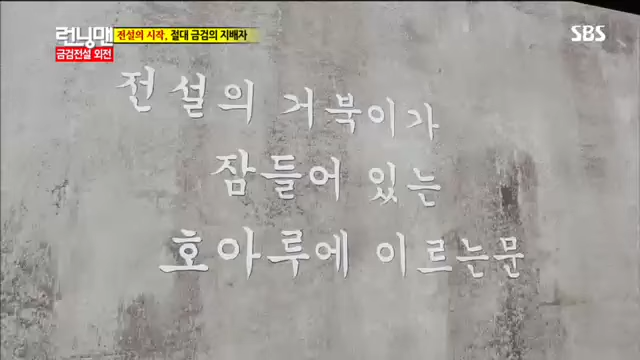 런닝맨 전설의 시작, 절대 금검의 지배자
금검전설 외전
SBS
전설의 거북이가
잠들어 있는
호아루에 이르는문